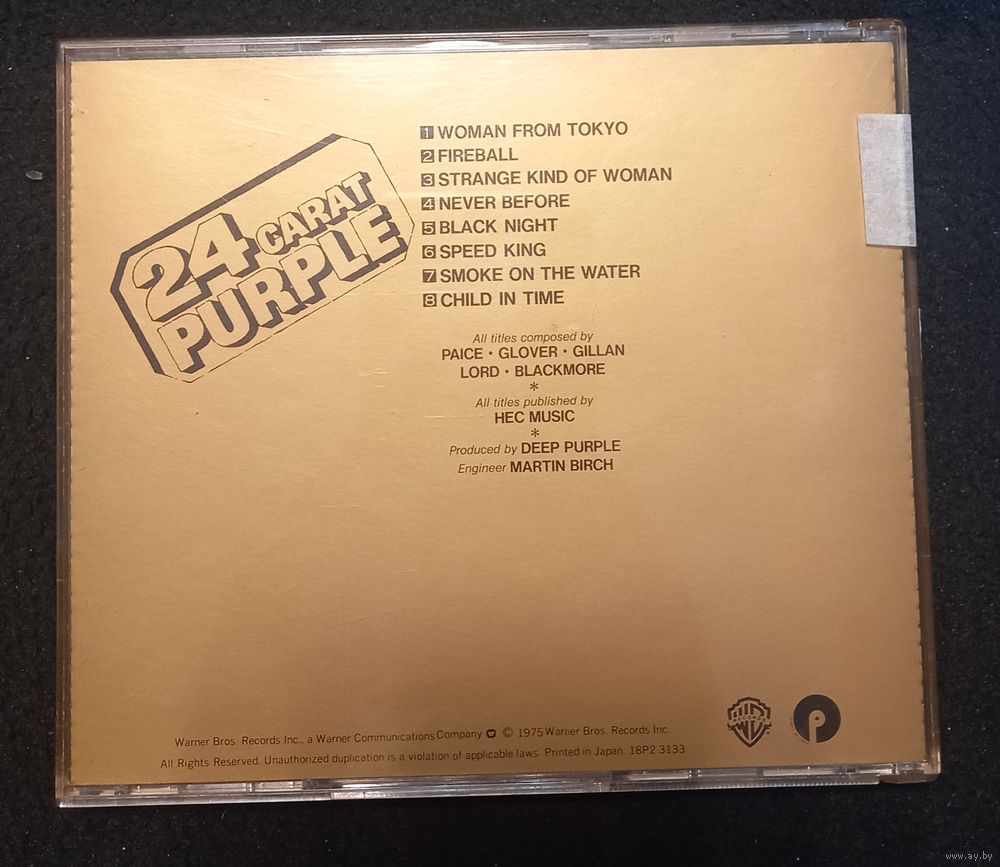 24 CARAT
PURPLE
1 WOMAN FROM TOKYO
2 FIREBALL
3 STRANGE KIND OF WOMAN
4 NEVER BEFORE
5 BLACK NIGHT
6 SPEED KING
7 SMOKE ON THE WATER
8 CHILD IN TIME
All titles composed by
PAICE • GLOVER • GILLAN
LORD • BLACKMORE
*
All titles published by
HEC MUSIC
*
Produced by DEEP PURPLE
Engineer MARTIN BIRCH
Warner Bros. Records Inc., a Warner Communications Company © 1975 Warner Bros. Records Inc.
All Rights Reserved. Unauthorized duplication is a violation of applicable laws. Printed in Japan. 18P2 3133
RECORDS
p
www.ay.by